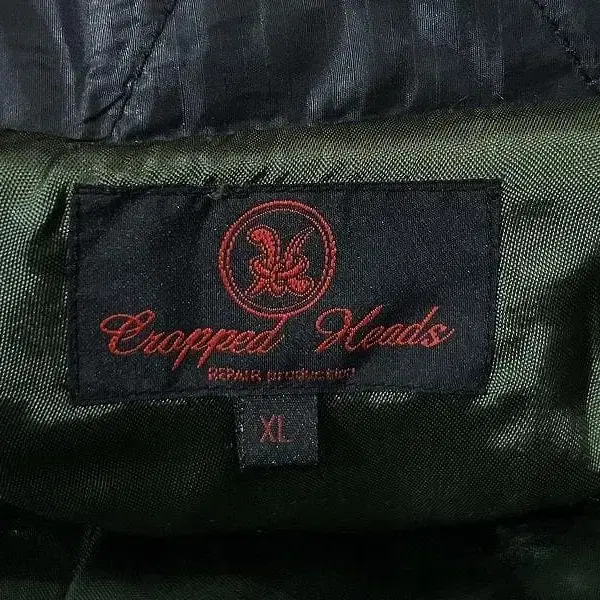 Cropped Heads
REPAIR production
XL